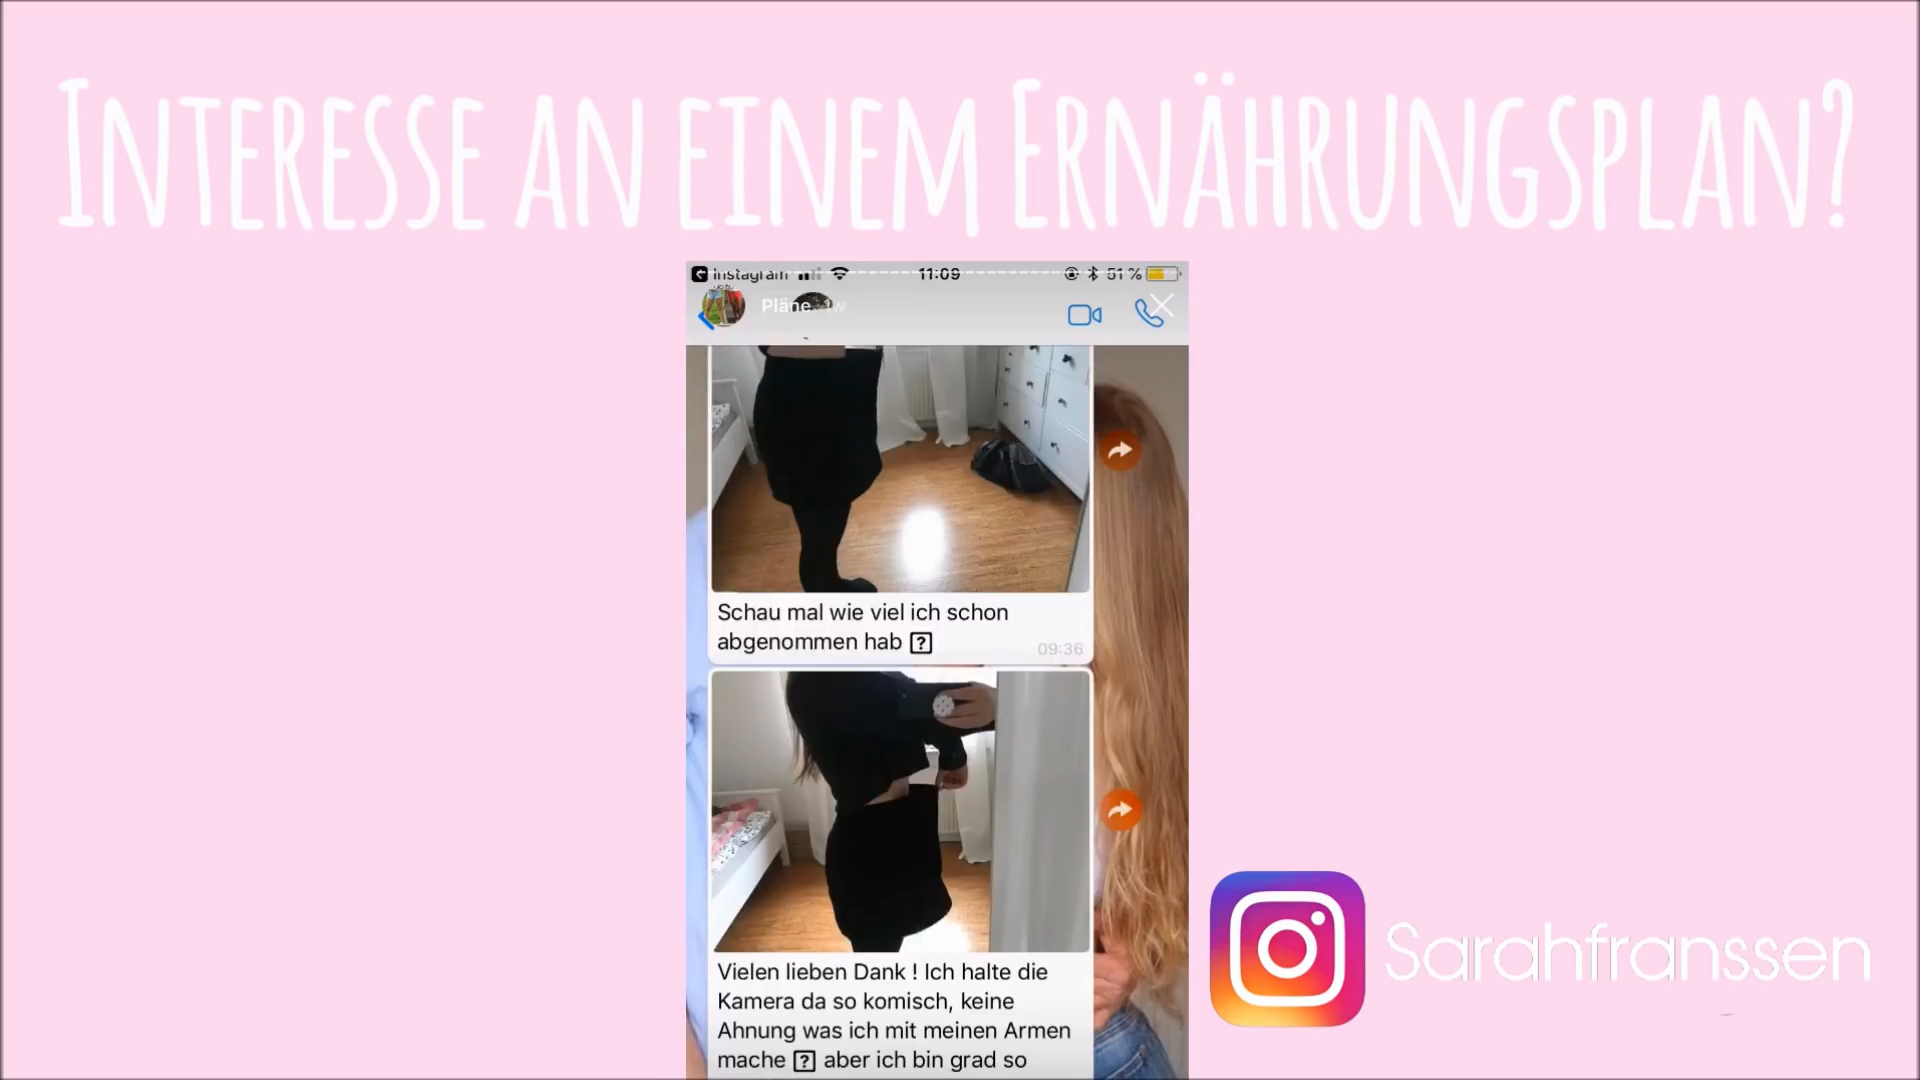 Interesse an einem Ernährungsplan?
Instagram 11:09 51 %
Pläne 1w
Schau mal wie viel ich schon
abgenommen hab
09:36
Vielen lieben Dank ! Ich halte die
Kamera da so komisch, keine
Ahnung was ich mit meinen Armen
mache aber ich bin grad so
Sarahfranssen